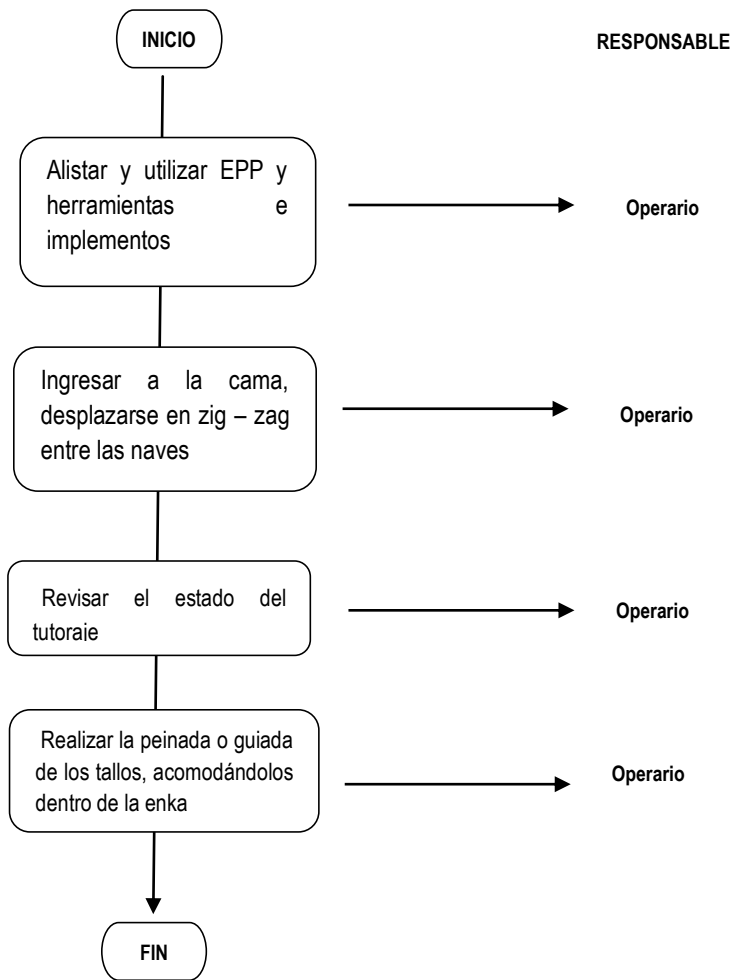 INICIO
RESPONSABLE
Alistar y utilizar EPP y
herramientas e
implementos
Operario
Ingresar a la cama,
desplazarse en zig – zag
entre las naves
Operario
Revisar el estado del
tutoraje
Operario
Realizar la peinada o guiada
de los tallos, acomodándolos
dentro de la enka
Operario
FIN